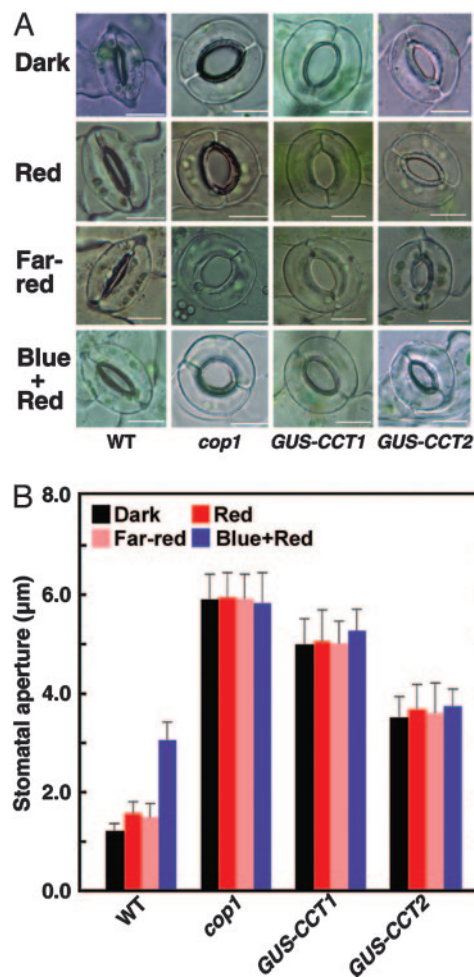 A
Dark
Red
Far-
red
Blue
+
Red
WT cop1 GUS-CCT1 GUS-CCT2
B
8.0
6.0
4.0
2.0
0.0
Stomatal aperture (µm)
Dark Red
Far-red Blue+Red
WT cop1 GUS-CCT1 GUS-CCT2